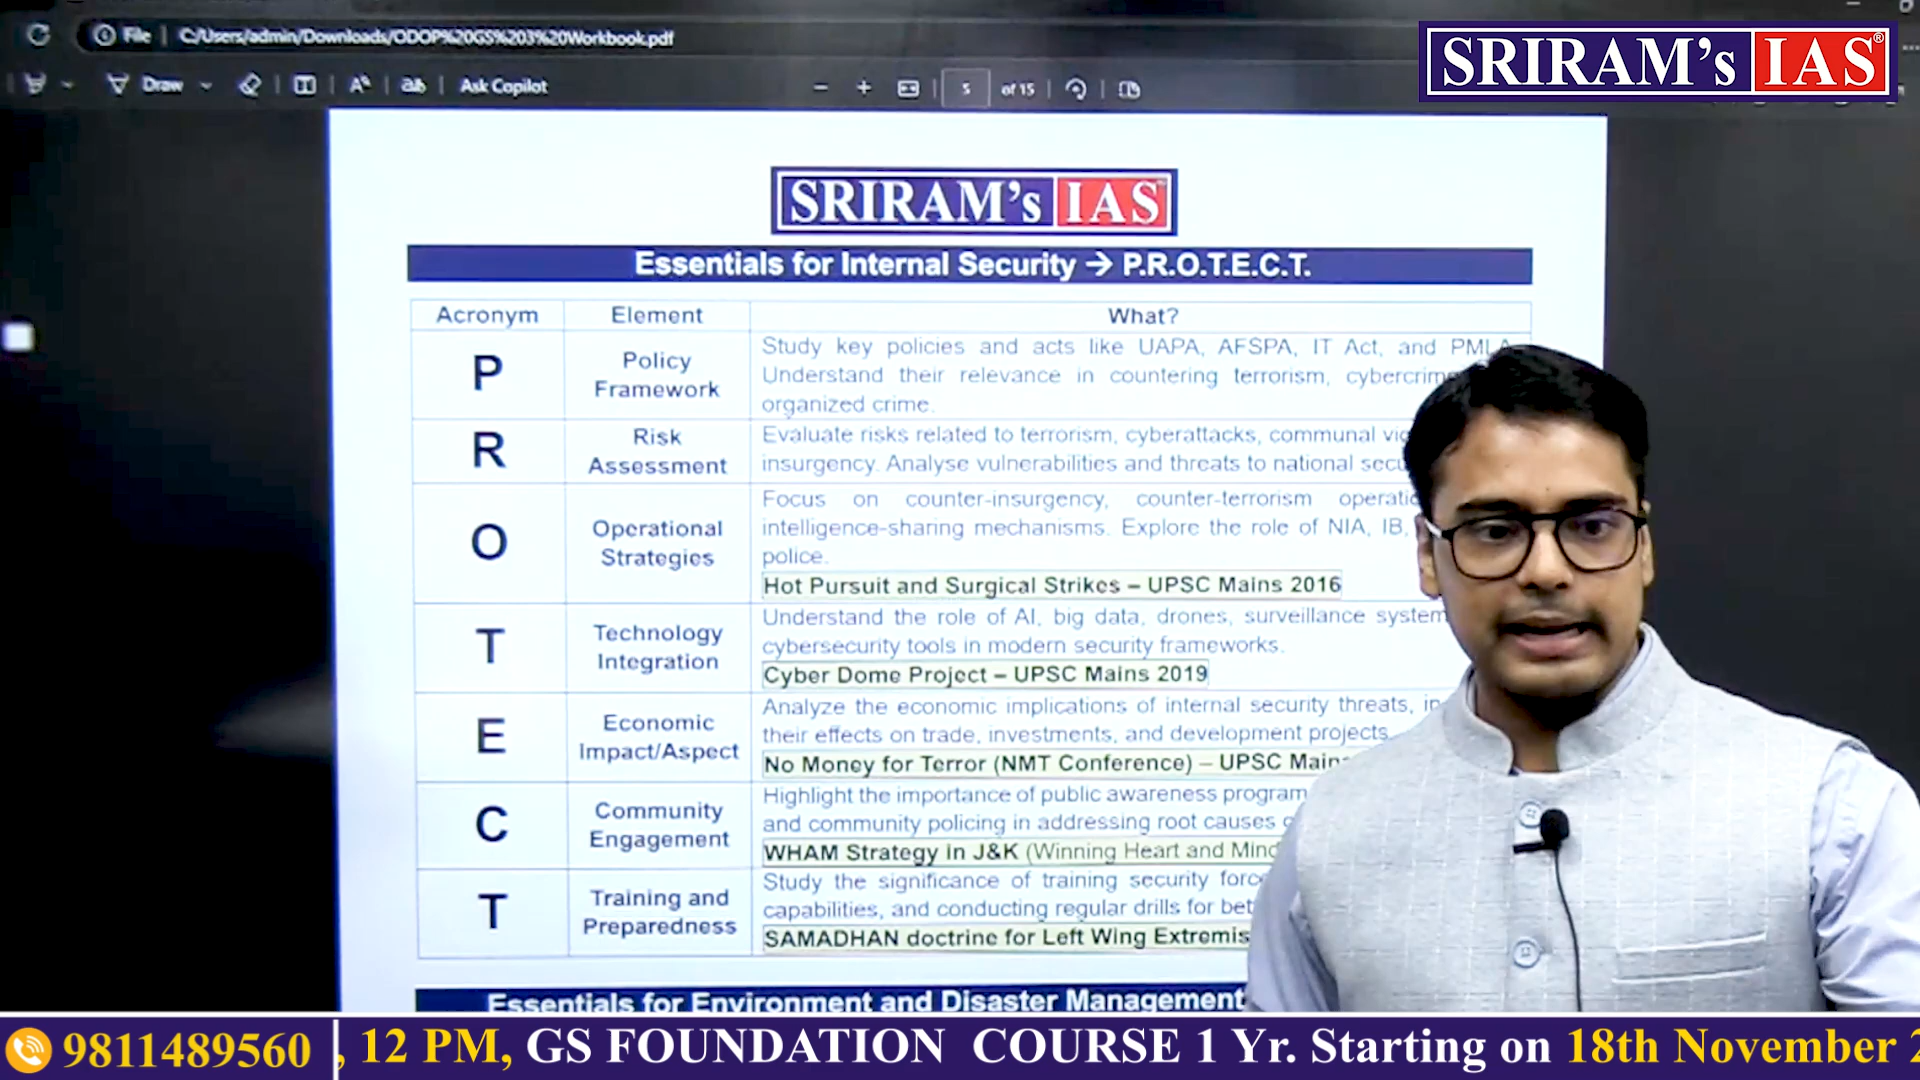 File
C:/Users/admin/Downloads/ODOP%20GS%203%20Workbook.pdf
SRIRAM's IAS
Draw
Ask Copilot
5 of 15
SRIRAM's IAS
Essentials for Internal Security → P.R.O.T.E.C.T.
Acronym Element What?
P
Policy Framework
Study key policies and acts like UAPA, AFSPA, IT Act, and PMLA
Understand their relevance in countering terrorism,
organized crime.
R
Risk Assessment
Evaluate risks related to terrorism, cyberattacks, communal
insurgency. Analyse vulnerabilities and threats to national
O
Operational Strategies
Focus on counter-insurgency, counter-terrorism
intelligence-sharing mechanisms. Explore the role of NIA, IB,
police.
Hot Pursuit and Surgical Strikes – UPSC Mains 2016
T
Technology Integration
Understand the role of AI, big data, drones, surveillance system
cybersecurity tools in modern security frameworks.
Cyber Dome Project – UPSC Mains 2019
E
Economic Impact/Aspect
Analyze the economic implications of internal security threats,
their effects on trade, investments, and development projects.
No Money for Terror (NMT Conference) – UPSC
C
Community Engagement
Highlight the importance of public awareness program
and community policing in addressing root causes
WHAM Strategy in J&K (Winning Heart and
T
Training and Preparedness
Study the significance of training security
capabilities, and conducting regular drills for
SAMADHAN doctrine for Left Wing
Essentials for Environment and Disaster Management
9811489560 , 12 PM, GS FOUNDATION COURSE 1 Yr. Starting on 18th November